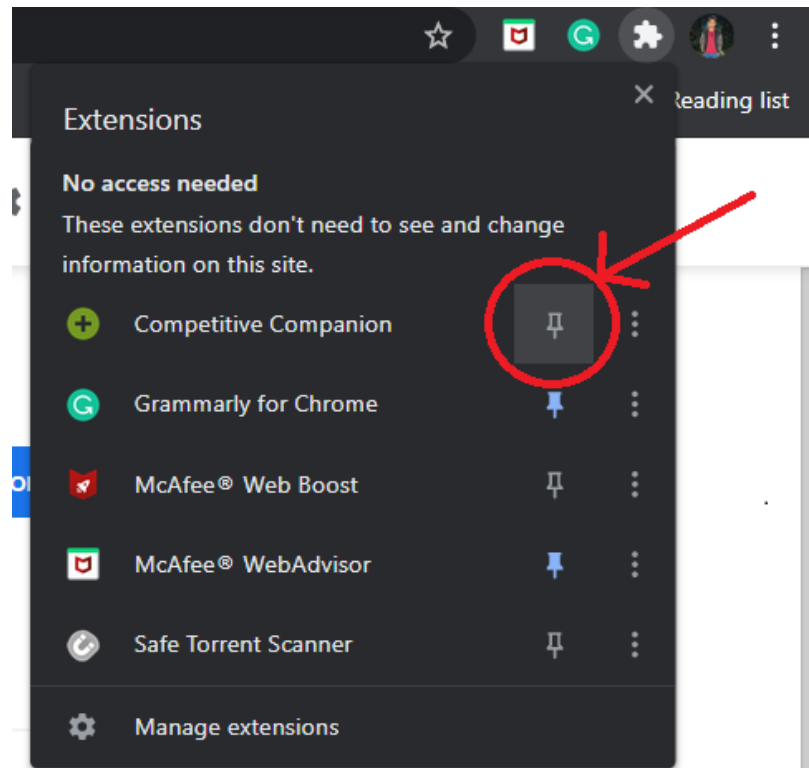 Reading list
Extensions
No access needed
These extensions don't need to see and change
information on this site.
Competitive Companion
Grammarly for Chrome
McAfee® Web Boost
McAfee® WebAdvisor
Safe Torrent Scanner
Manage extensions